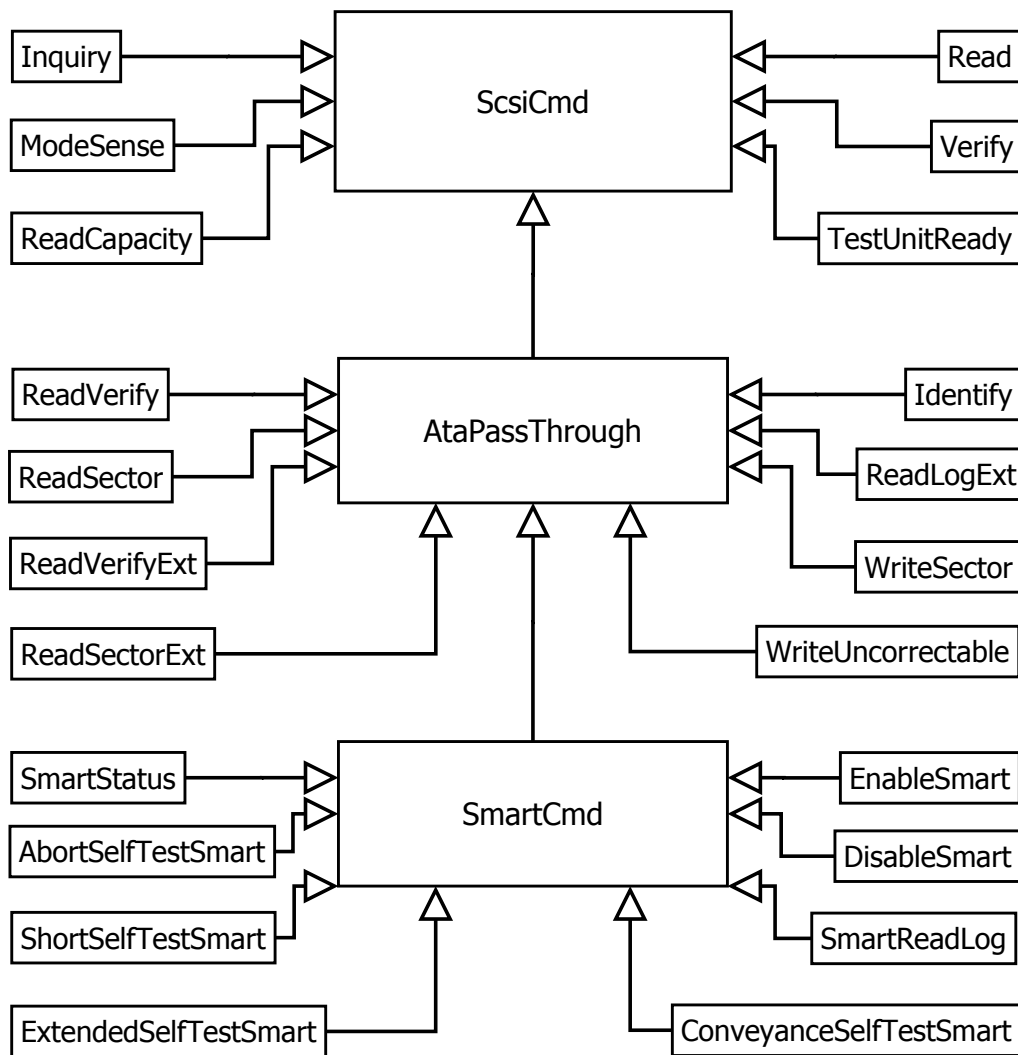 Inquiry
Read
ScsiCmd
ModeSense
Verify
ReadCapacity
TestUnitReady
ReadVerify
Identify
AtaPassThrough
ReadSector
ReadLogExt
ReadVerifyExt
WriteSector
ReadSectorExt
WriteUncorrectable
SmartStatus
EnableSmart
SmartCmd
AbortSelfTestSmart
DisableSmart
ShortSelfTestSmart
SmartReadLog
ExtendedSelfTestSmart
ConveyanceSelfTestSmart